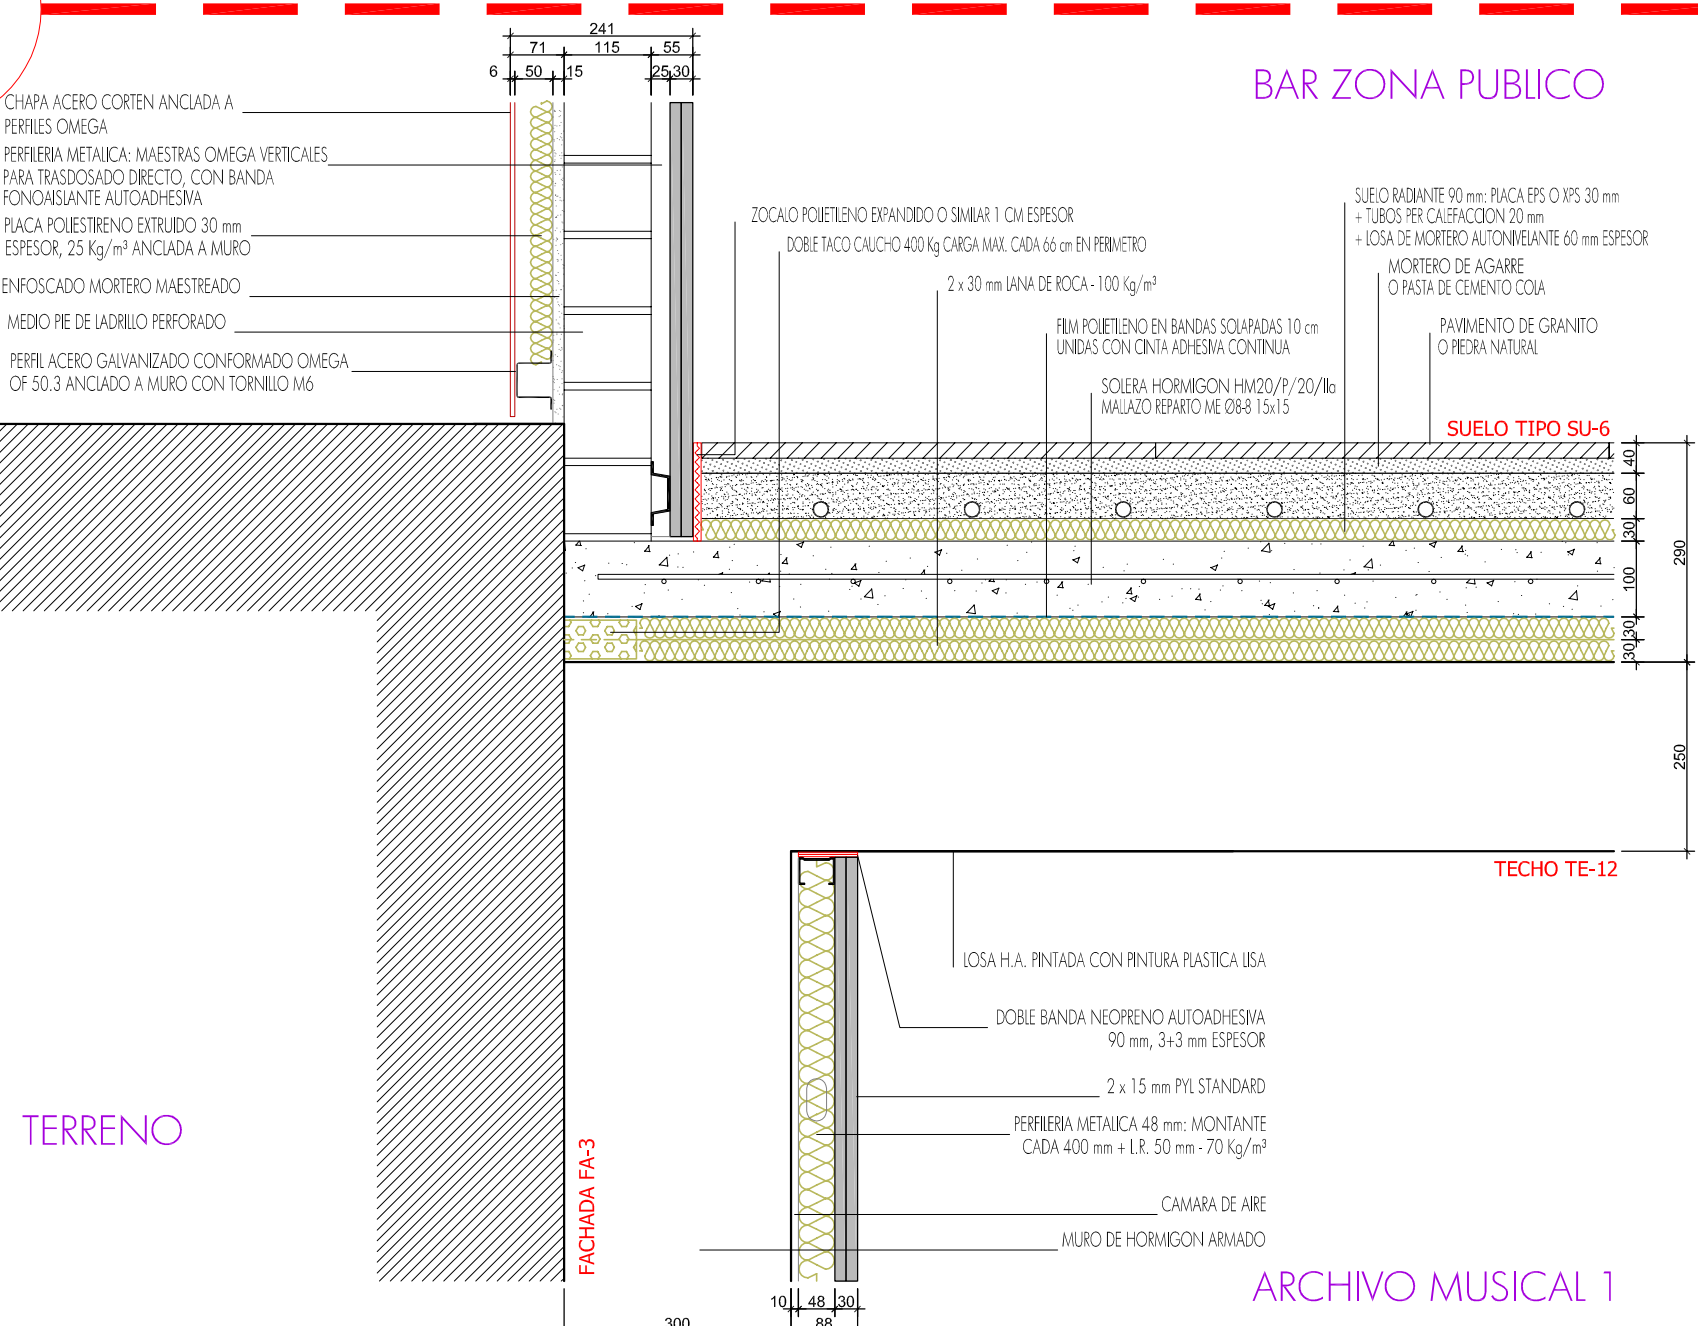 241
71 115 55
6 50 15 25 30
BAR ZONA PUBLICO
CHAPA ACERO CORTEN ANCLADA A
PERFILES OMEGA
PERFILERIA METALICA: MAESTRAS OMEGA VERTICALES
PARA TRASDOSADO DIRECTO, CON BANDA
FONOAISLANTE AUTOADHESIVA
PLACA POLIESTIRENO EXTRUIDO 30 mm
ESPESOR, 25 Kg/m³ ANCLADA A MURO
ENFOSCADO MORTERO MAESTREADO
MEDIO PIE DE LADRILLO PERFORADO
PERFIL ACERO GALVANIZADO CONFORMADO OMEGA
OF 50.3 ANCLADO A MURO CON TORNILLO M6
ZOCALO POLIETILENO EXPANDIDO O SIMILAR 1 CM ESPESOR
DOBLE TACO CAUCHO 400 Kg CARGA MAX. CADA 66 cm EN PERIMETRO
2 x 30 mm LANA DE ROCA - 100 Kg/m³
FILM POLIETILENO EN BANDAS SOLAPADAS 10 cm
UNIDAS CON CINTA ADHESIVA CONTINUA
SOLERA HORMIGON HM20/P/20/IIa
MALLAZO REPARTO ME Ø8-8 15x15
SUELO RADIANTE 90 mm: PLACA EPS O XPS 30 mm
+ TUBOS PER CALEFACCION 20 mm
+ LOSA DE MORTERO AUTONIVELANTE 60 mm ESPESOR
MORTERO DE AGARRE
O PASTA DE CEMENTO COLA
PAVIMENTO DE GRANITO
O PIEDRA NATURAL
SUELO TIPO SU-6
40
60
30
100
30
30
290
250
TECHO TE-12
LOSA H.A. PINTADA CON PINTURA PLASTICA LISA
DOBLE BANDA NEOPRENO AUTOADHESIVA
90 mm, 3+3 mm ESPESOR
2 x 15 mm PYL STANDARD
PERFILERIA METALICA 48 mm: MONTANTE
CADA 400 mm + L.R. 50 mm - 70 Kg/m³
CAMARA DE AIRE
MURO DE HORMIGON ARMADO
TERRENO
FACHADA FA-3
ARCHIVO MUSICAL 1
10 48 30
300 88